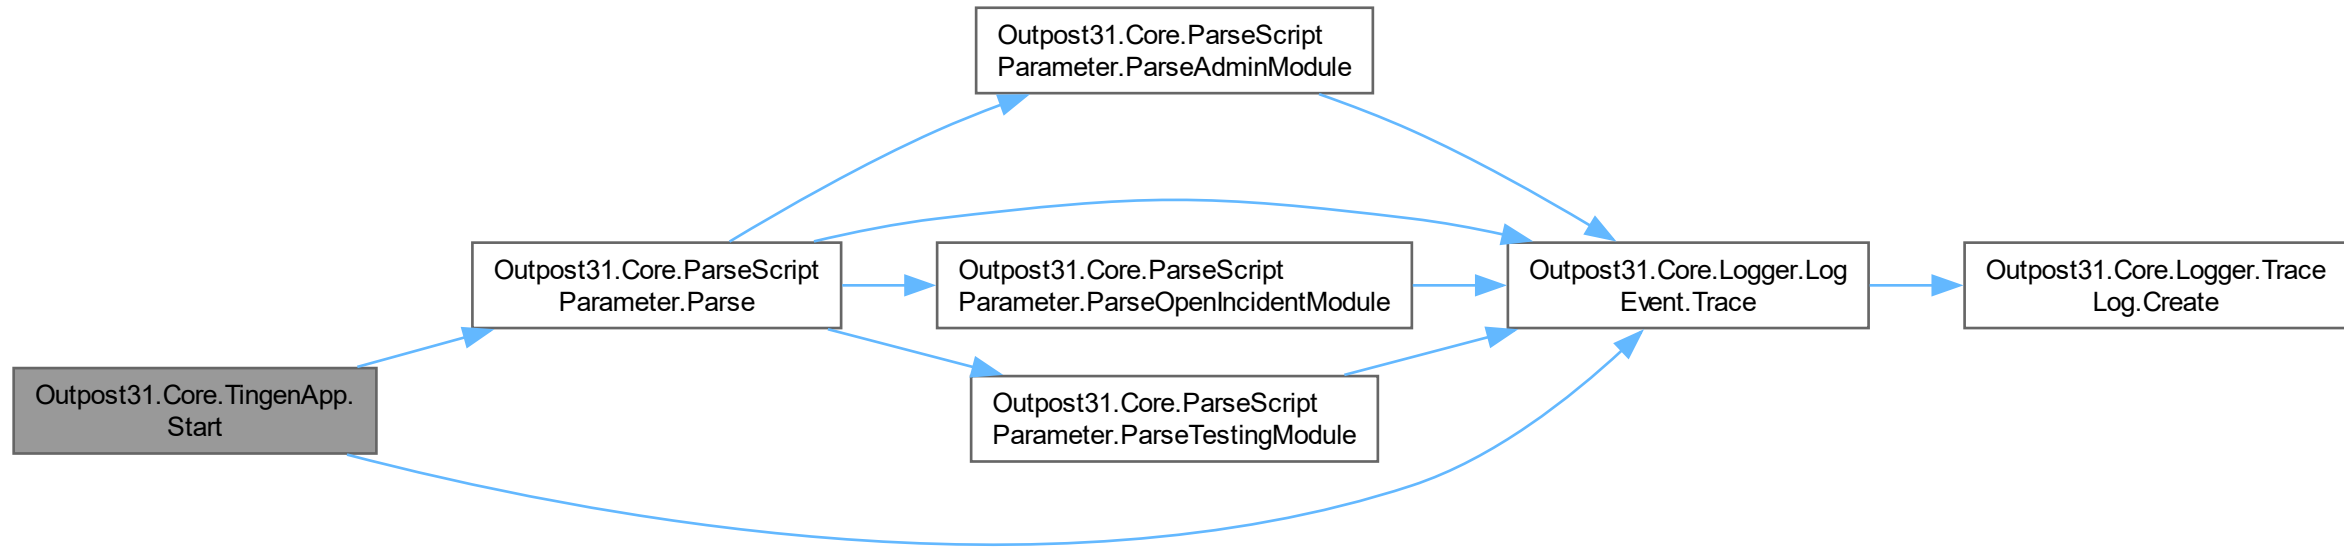 Outpost31.Core.ParseScript
Parameter.ParseAdminModule
Outpost31.Core.ParseScript
Parameter.Parse
Outpost31.Core.ParseScript
Parameter.ParseOpenIncidentModule
Outpost31.Core.Logger.Log
Event.Trace
Outpost31.Core.Logger.Trace
Log.Create
Outpost31.Core.TingenApp.
Start
Outpost31.Core.ParseScript
Parameter.ParseTestingModule